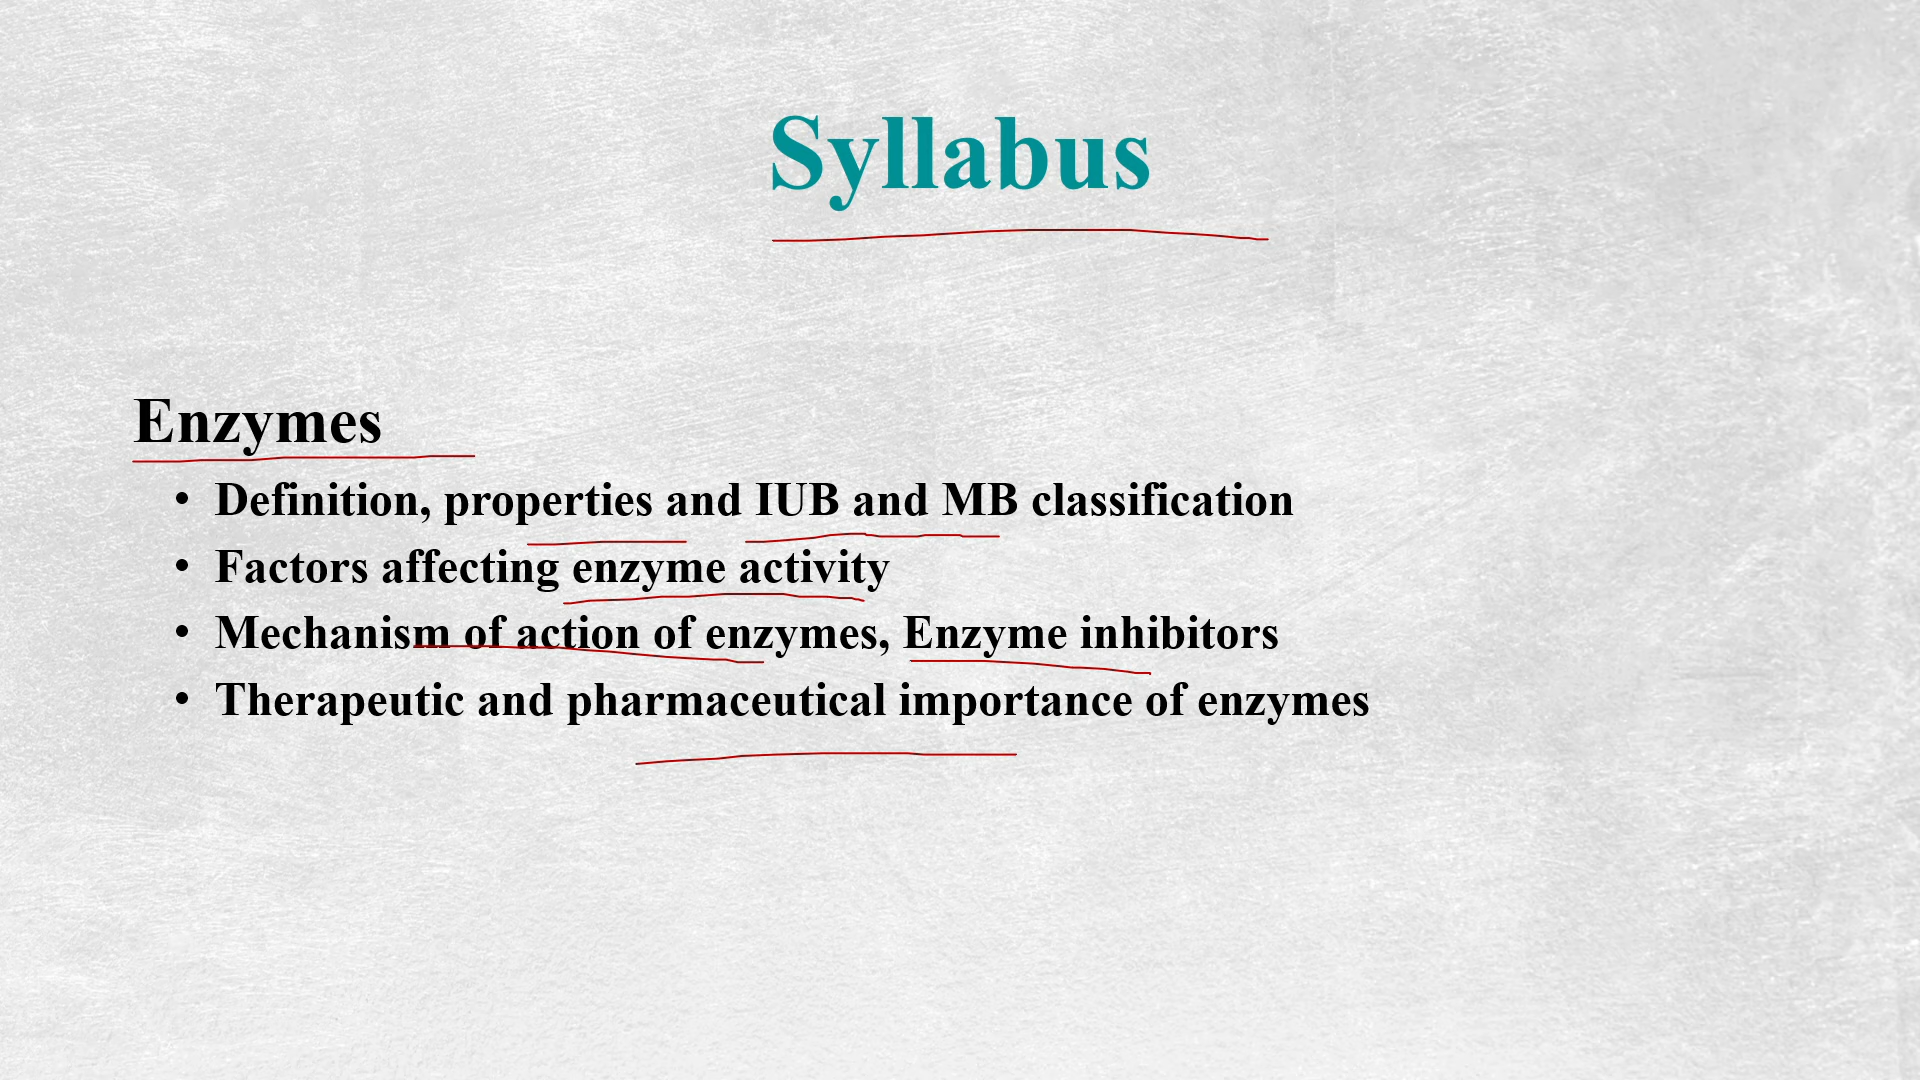 Syllabus
Enzymes
• Definition, properties and IUB and MB classification
• Factors affecting enzyme activity
• Mechanism of action of enzymes, Enzyme inhibitors
• Therapeutic and pharmaceutical importance of enzymes